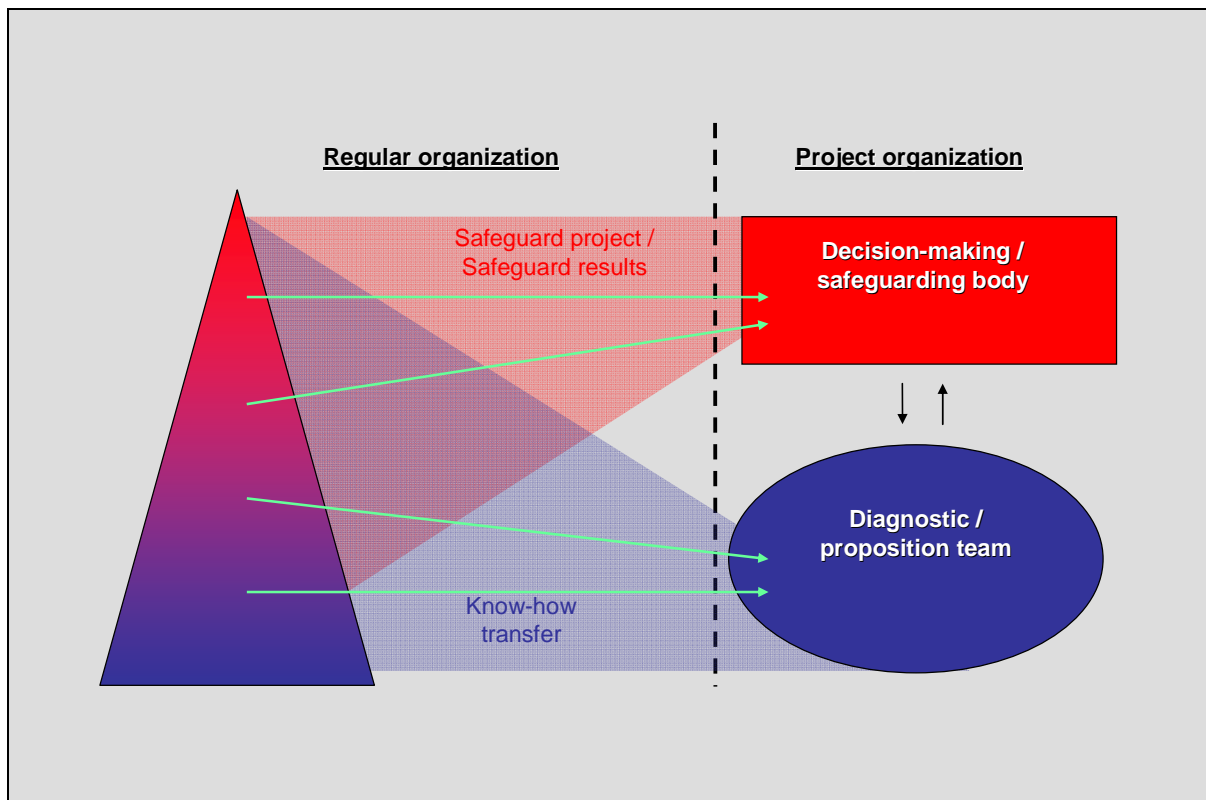 Regular organization
Project organization
Safeguard project /
Safeguard results
Decision-making /
safeguarding body
Diagnostic /
proposition team
Know-how
transfer